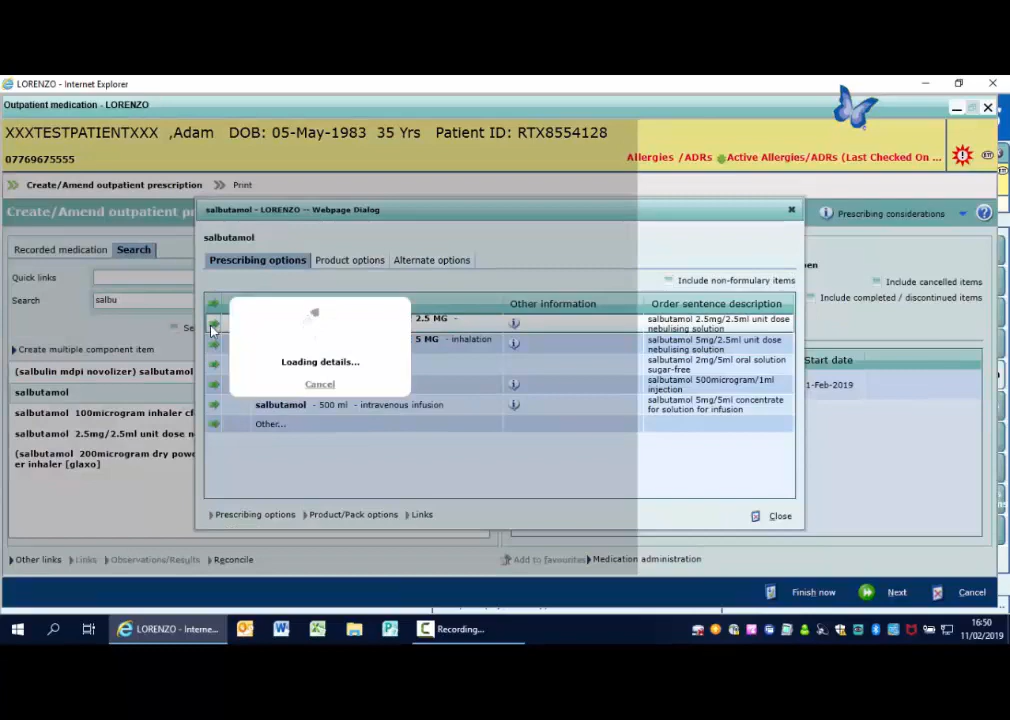 LORENZO - Internet Explorer
Outpatient medication - LORENZO
XXXTESTPATIENTXXX ,Adam DOB: 05-May-1983 35 Yrs Patient ID: RTX8554128
07769675555
Allergies /ADRs Active Allergies/ADRs (Last Checked On ...
Create/Amend outpatient prescription Print
Create/Amend outpatient pr
salbutamol - LORENZO -- Webpage Dialog
Prescribing considerations
salbutamol
Recorded medication Search
Prescribing options Product options Alternate options
Quick links
Include non-formulary items
Include cancelled items
Search salbu
Include completed / discontinued items
Other information Order sentence description
2.5 MG -
salbutamol 2.5mg/2.5ml unit dose
nebulising solution
5 MG - inhalation
salbutamol 5mg/2.5ml unit dose
nebulising solution
salbutamol 2mg/5ml oral solution
sugar-free
salbutamol 500microgram/1ml
injection
salbutamol - 500 ml - intravenous infusion
salbutamol 5mg/5ml concentrate
for solution for infusion
Other...
Loading details...
Cancel
Create multiple component item
(salbulin mdpi novolizer) salbutamol
salbutamol
salbutamol 100microgram inhaler cf
salbutamol 2.5mg/2.5ml unit dose n
(salbutamol 200microgram dry pow
er inhaler [glaxo]
Start date
1-Feb-2019
Prescribing options Product/Pack options Links
Close
Other links Links Observations/Results Reconcile
Add to favourites Medication administration
Finish now Next Cancel
LORENZO - Interne...
Recording...
16:50
11/02/2019